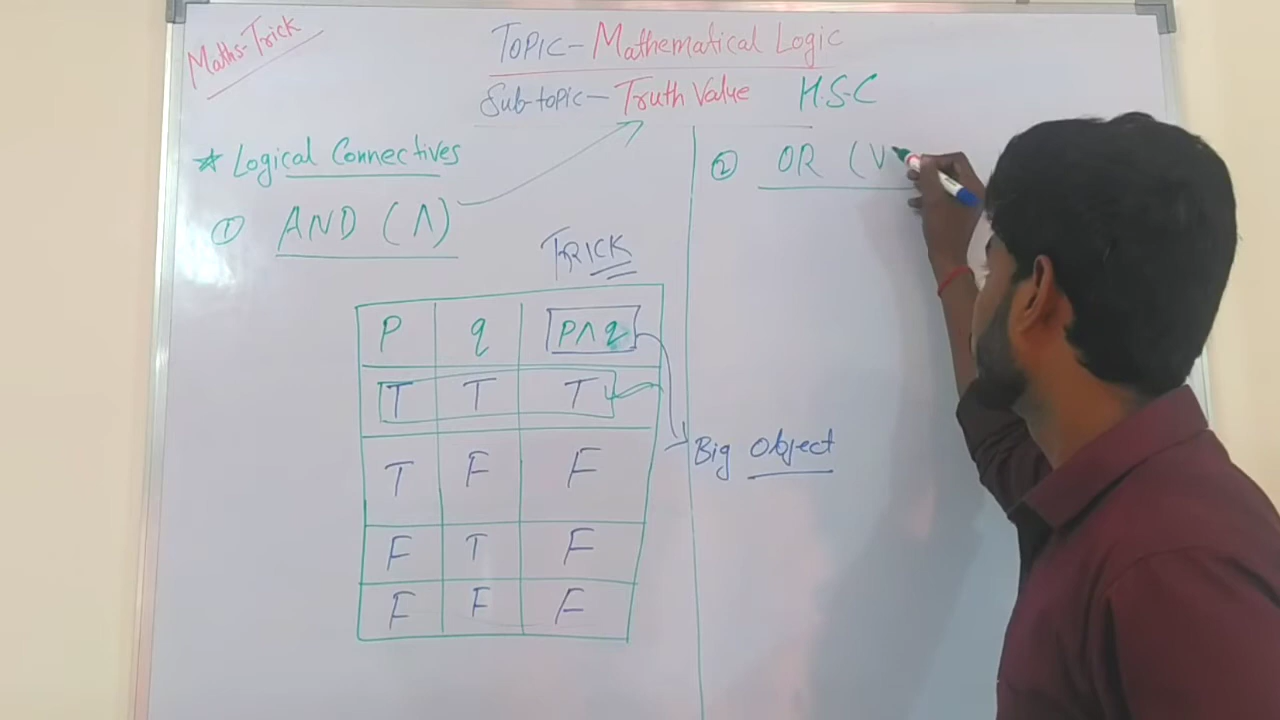 Maths-Trick
Topic- Mathematical Logic
Sub-topic- Truth Value H.S.C
* Logical Connectives
① AND (Λ)
TRICK
P q P Λ q
T T T
T F F
F T F
F F F
Big Object
② OR (V